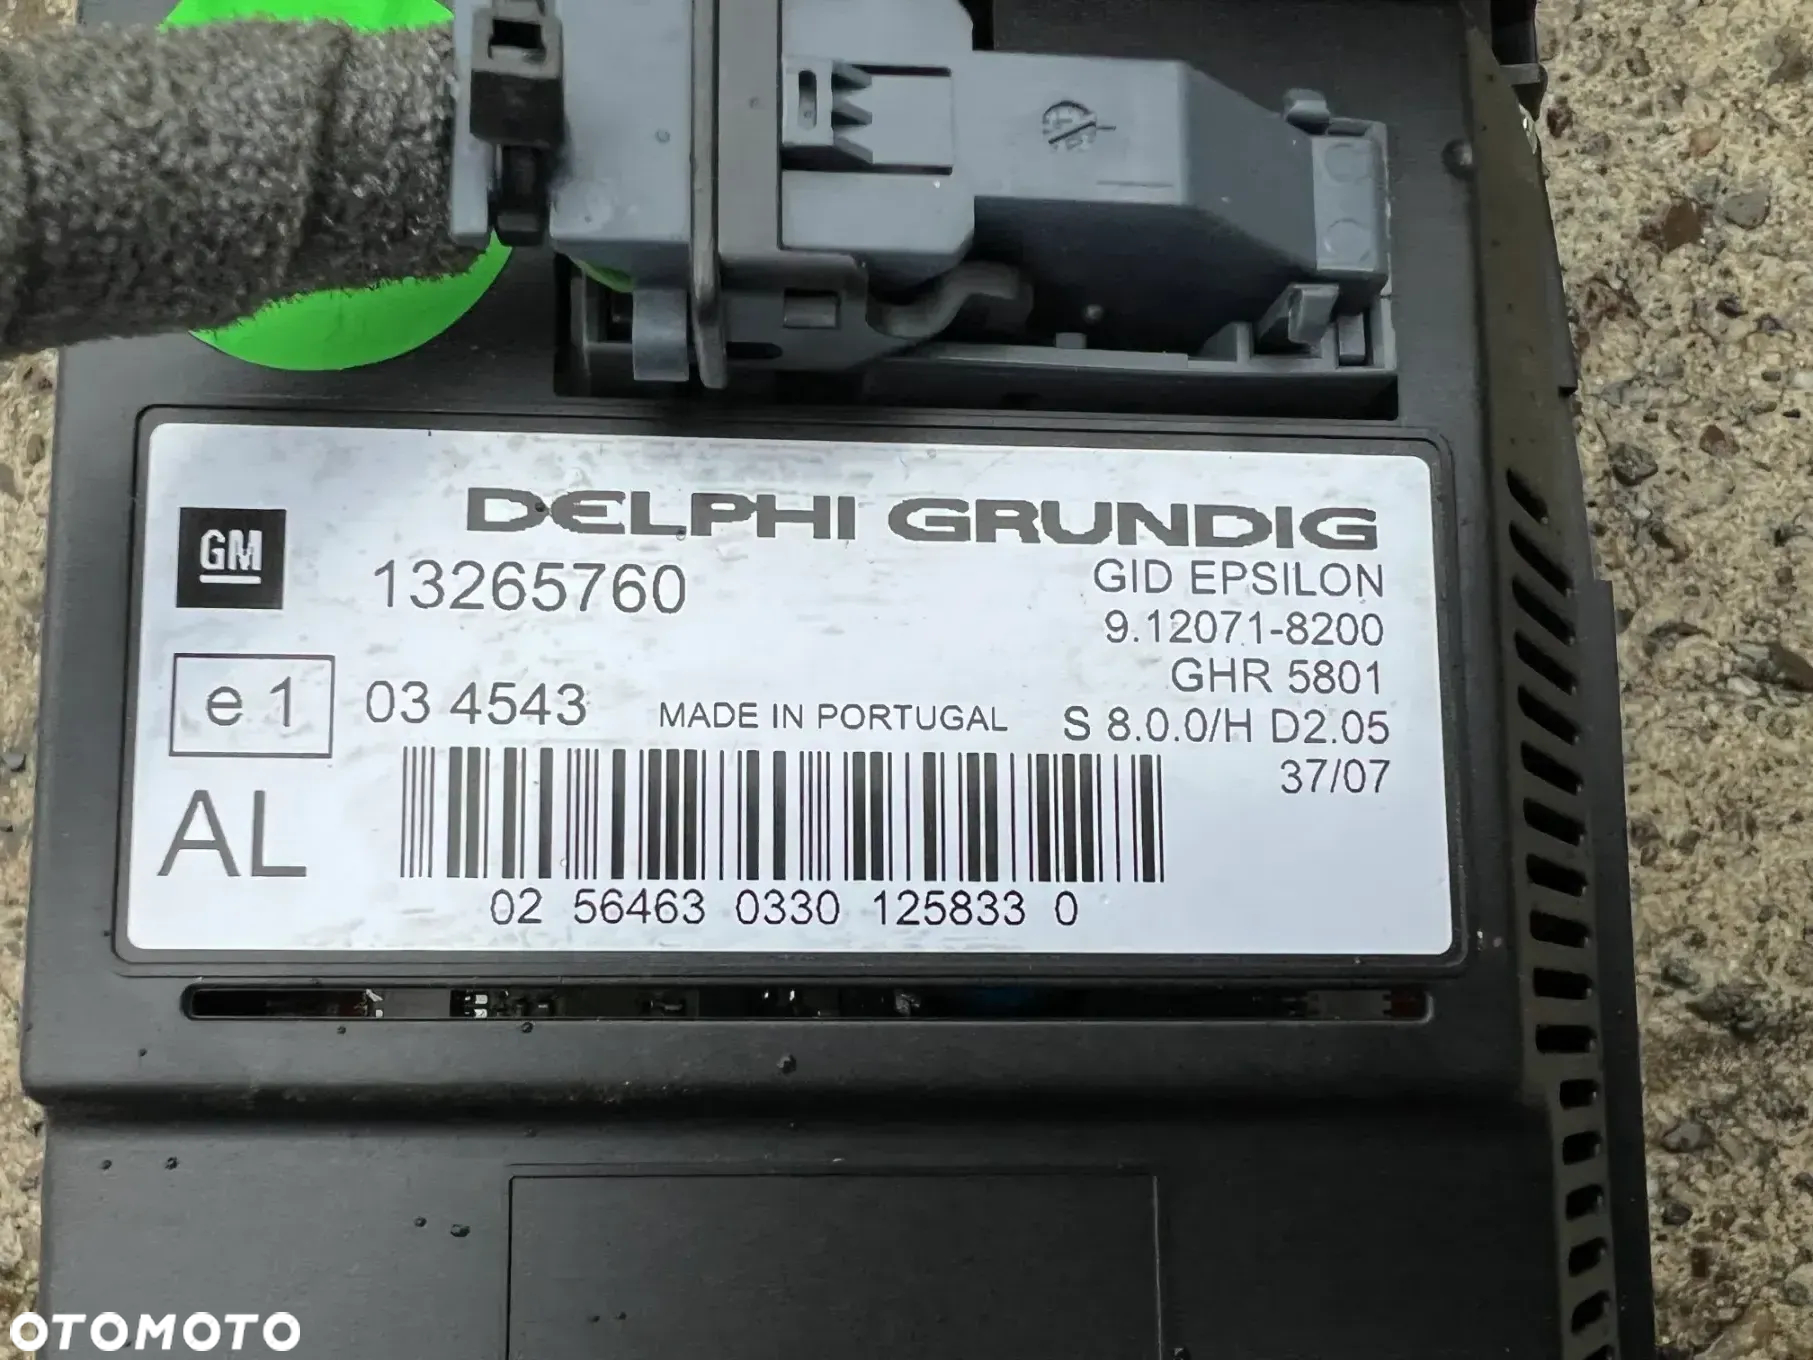 DELPHI GRUNDIG
GM
13265760
GID EPSILON
9.12071-8200
GHR 5801
e1
03 4543
MADE IN PORTUGAL
S 8.0.0/H D2.05
37/07
AL
02 56463 0330 125833 0
OTOMOTO